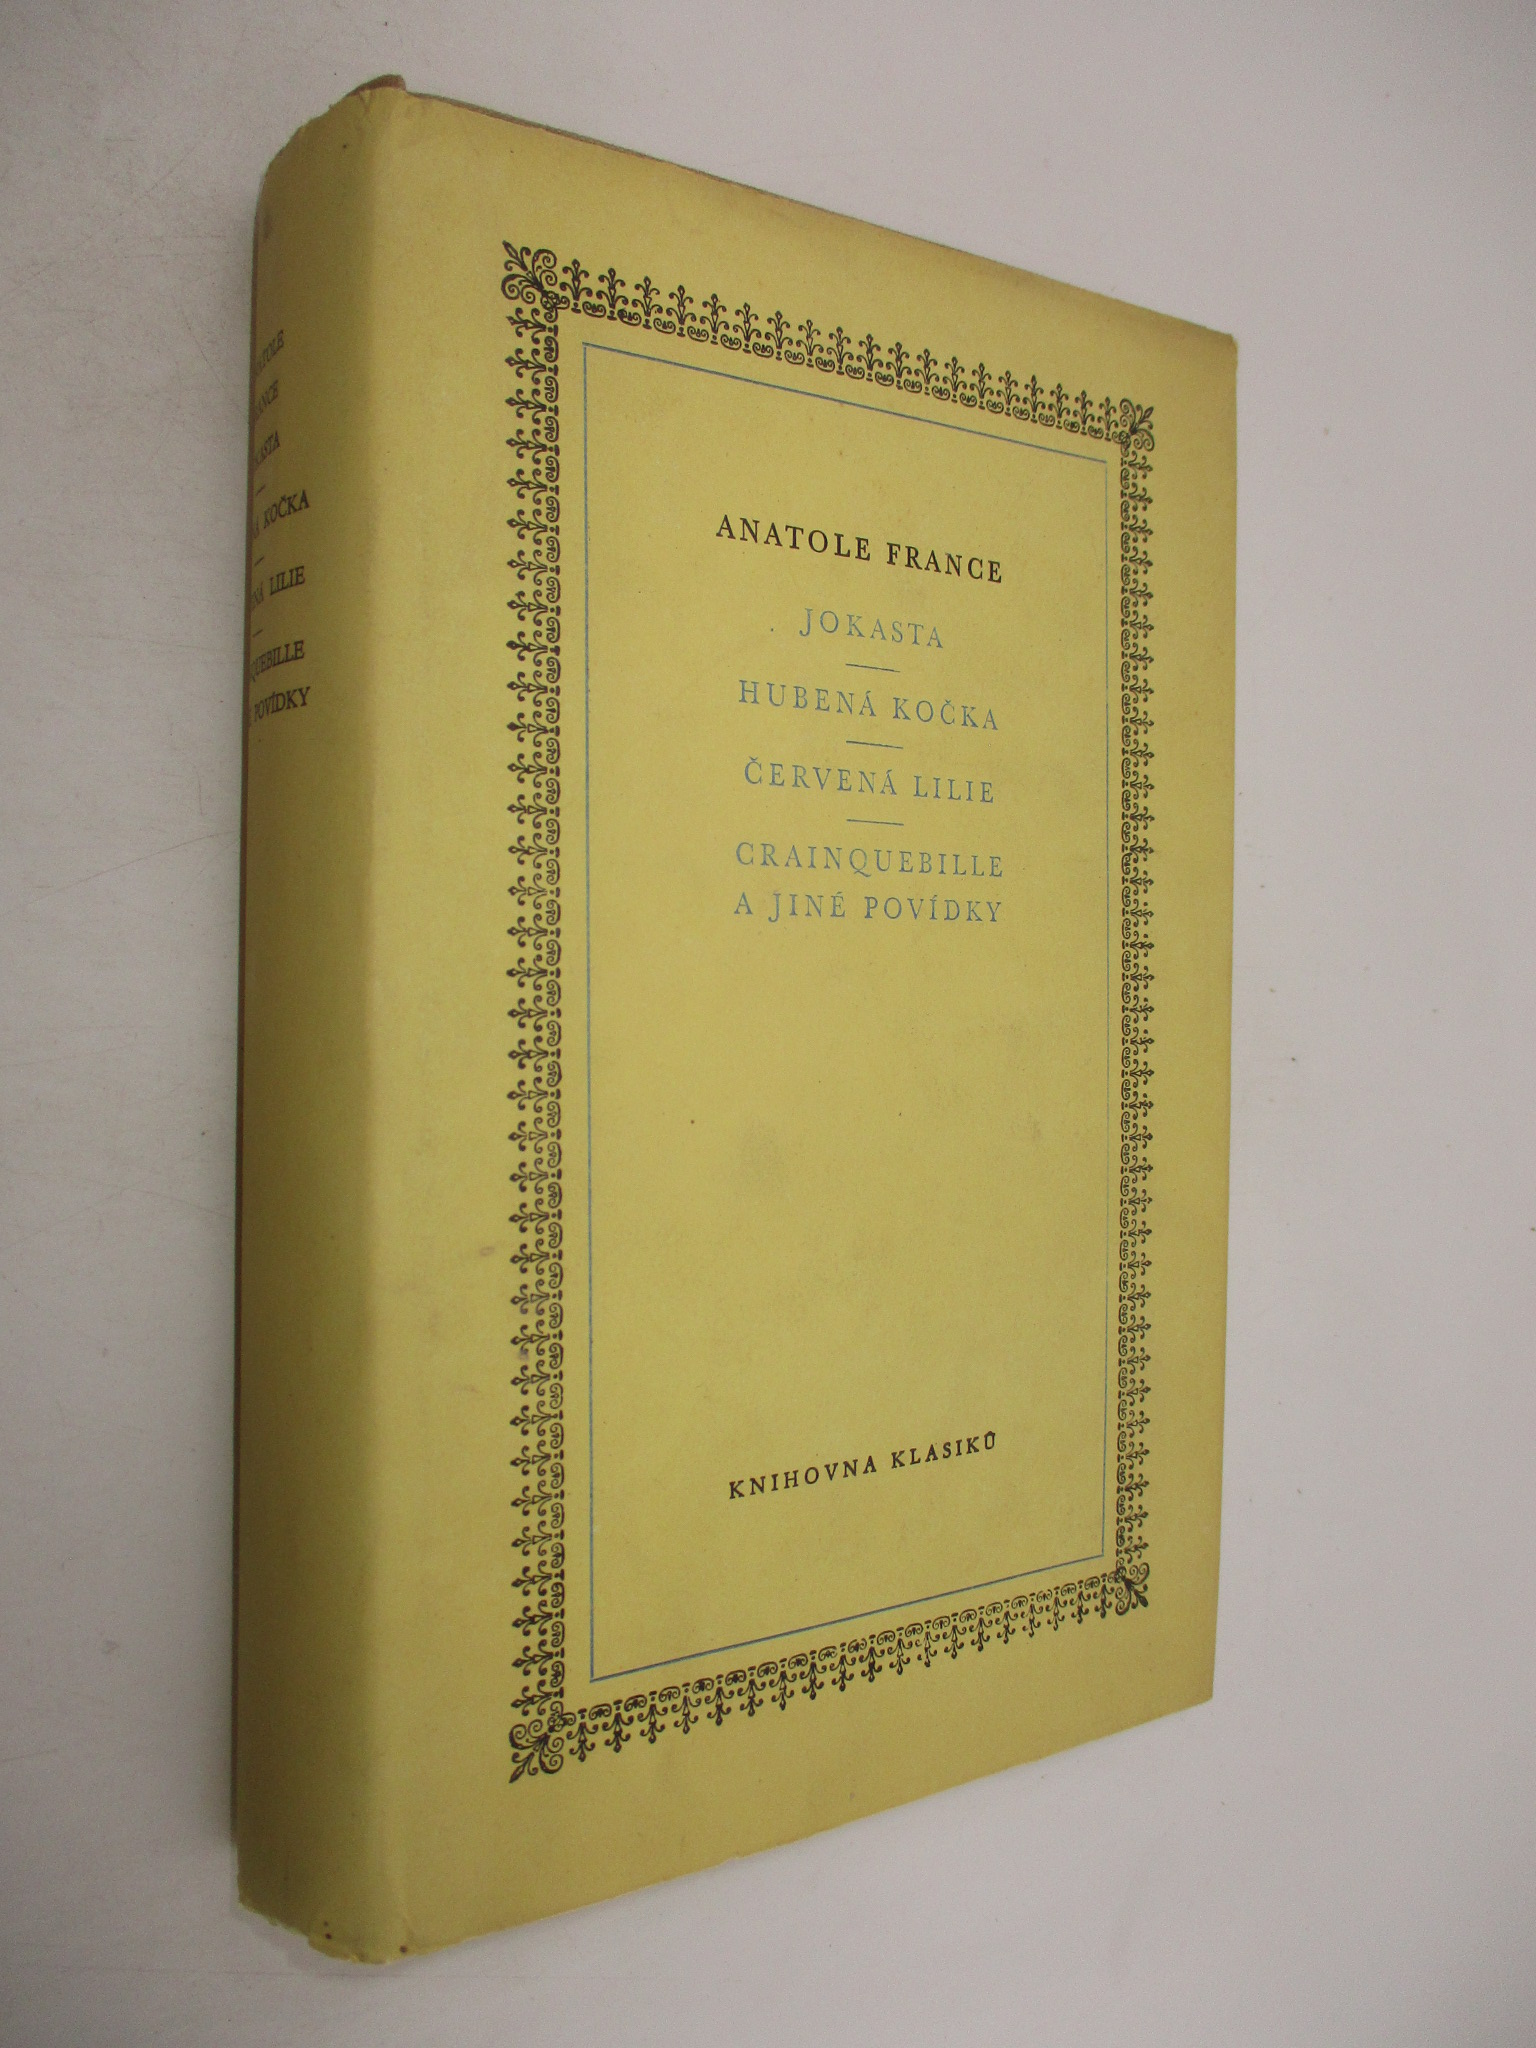 ANATOLE FRANCE
JOKASTA
HUBENÁ KOČKA
ČERVENÁ LILIE
CRAINQUEBILLE
A JINÉ POVÍDKY
KNIHOVNA KLASIKŮ
KOČKA
LILIE
POVÍDKY